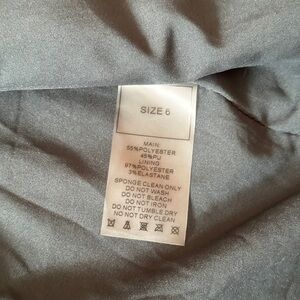 SIZE 6
MAIN:
55%POLYESTER
45%PU
LINING
97%POLYESTER
3%ELASTANE
SPONGE CLEAN ONLY
DO NOT WASH
DO NOT BLEACH
DO NOT IRON
DO NOT TUMBLE DRY
NO NOT DRY CLEAN